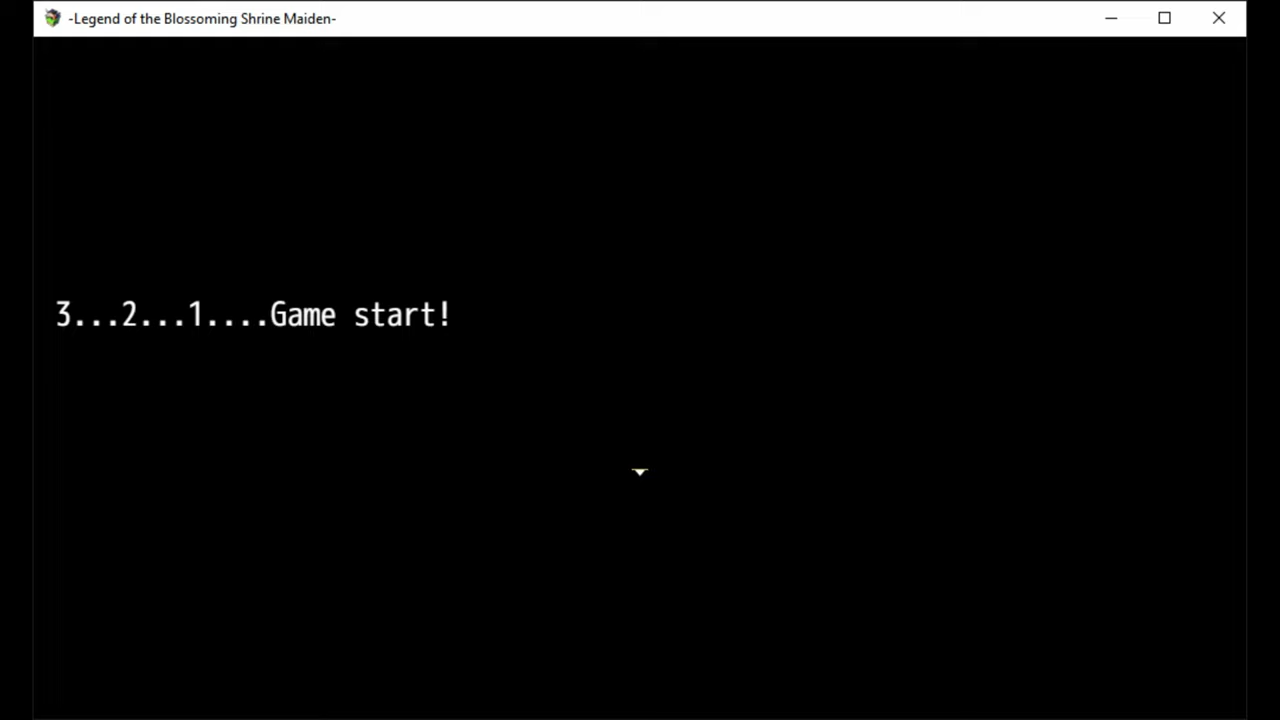 -Legend of the Blossoming Shrine Maiden-
3...2...1....Game start!